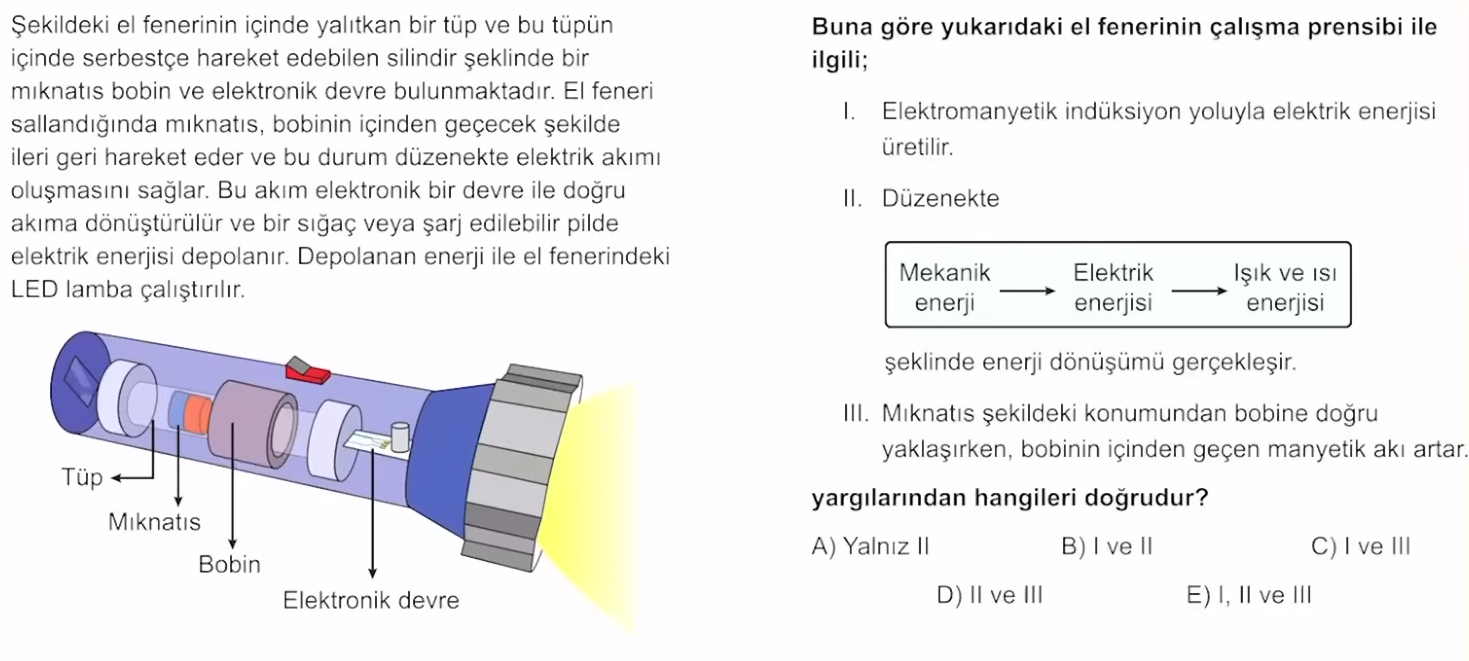 Şekildeki el fenerinin içinde yalıtkan bir tüp ve bu tüpün
içinde serbestçe hareket edebilen silindir şeklinde bir
mıknatıs bobin ve elektronik devre bulunmaktadır. El feneri
sallandığında mıknatıs, bobinin içinden geçecek şekilde
ileri geri hareket eder ve bu durum düzenekte elektrik akımı
oluşmasını sağlar. Bu akım elektronik bir devre ile doğru
akıma dönüştürülür ve bir sığaç veya şarj edilebilir pilde
elektrik enerjisi depolanır. Depolanan enerji ile el fenerindeki
LED lamba çalıştırılır.
Tüp
Mıknatıs
Bobin
Elektronik devre
Buna göre yukarıdaki el fenerinin çalışma prensibi ile
ilgili;
I. Elektromanyetik indüksiyon yoluyla elektrik enerjisi
üretilir.
II. Düzenekte
Mekanik Elektrik Işık ve ısı
enerji enerjisi enerjisi
şeklinde enerji dönüşümü gerçekleşir.
III. Mıknatıs şekildeki konumundan bobine doğru
yaklaşırken, bobinin içinden geçen manyetik akı artar.
yargılarından hangileri doğrudur?
A) Yalnız II B) I ve II C) I ve III
D) II ve III E) I, II ve III